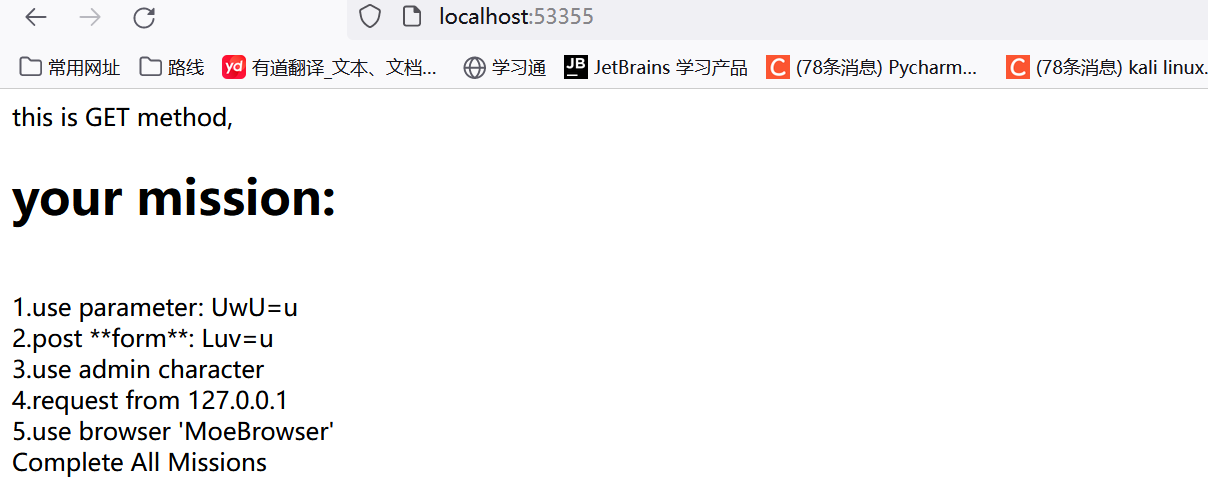 localhost:53355
常用网址 路线 yd 有道翻译_文本、文档... 学习通 JB JetBrains 学习产品 C (78条消息) Pycharm... C (78条消息) kali linux.
this is GET method,
your mission:
1.use parameter: UwU=u
2.post **form**: Luv=u
3.use admin character
4.request from 127.0.0.1
5.use browser 'MoeBrowser'
Complete All Missions